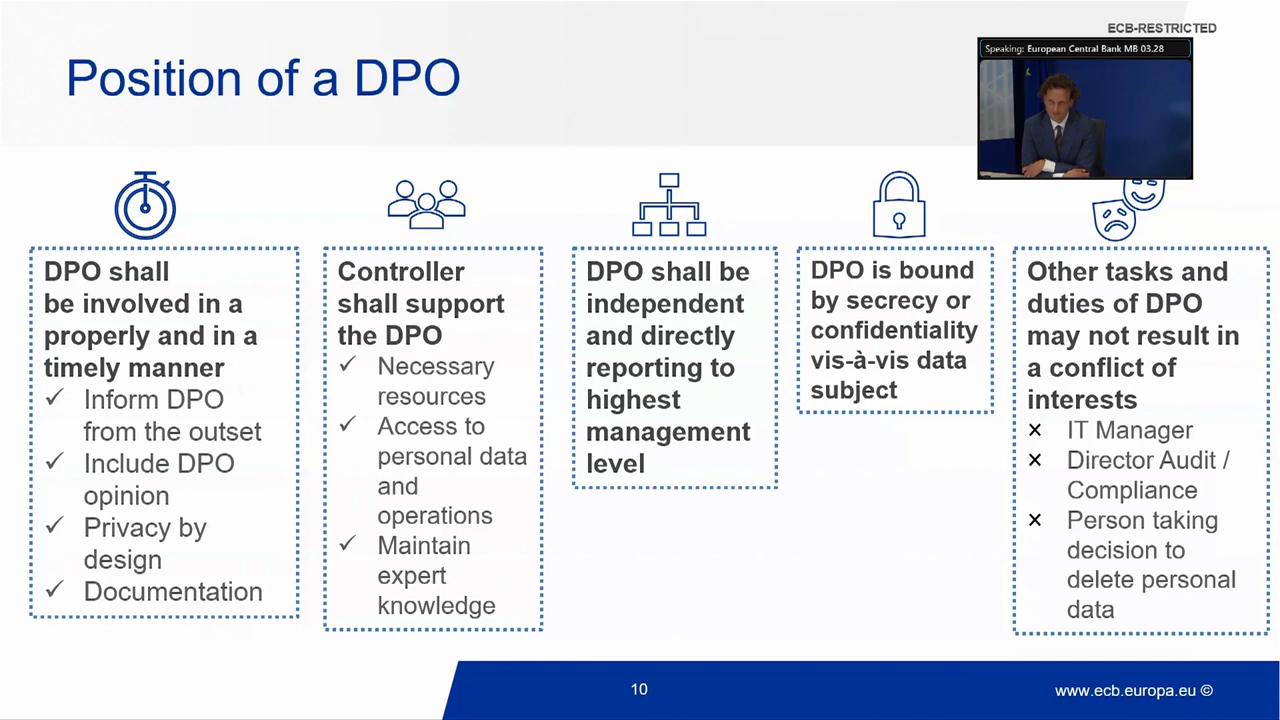 ECB-RESTRICTED
Position of a DPO
Speaking: European Central Bank MB 03.28
DPO shall
be involved in a
properly and in a
timely manner
✓ Inform DPO
from the outset
✓ Include DPO
opinion
✓ Privacy by
design
✓ Documentation
Controller
shall support
the DPO
✓ Necessary
resources
✓ Access to
personal data
and
operations
✓ Maintain
expert
knowledge
DPO shall be
independent
and directly
reporting to
highest
management
level
DPO is bound
by secrecy or
confidentiality
vis-à-vis data
subject
Other tasks and
duties of DPO
may not result in
a conflict of
interests
× IT Manager
× Director Audit /
Compliance
× Person taking
decision to
delete personal
data
10
www.ecb.europa.eu ©